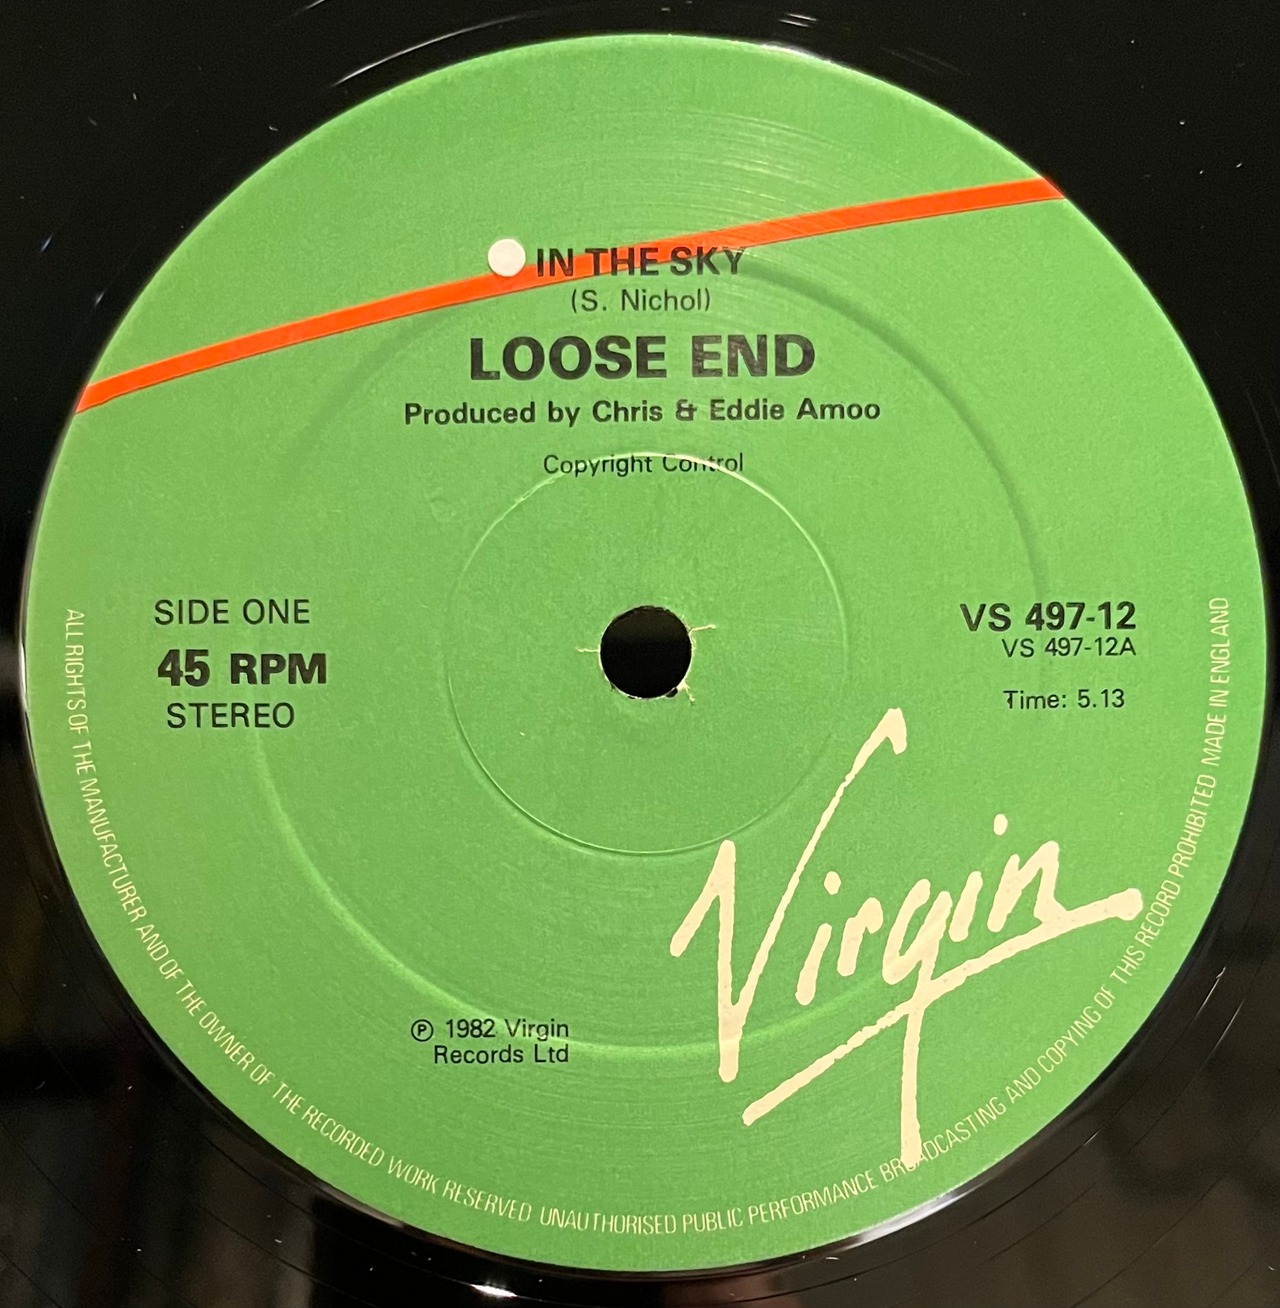 IN THE SKY
(S. Nichol)
LOOSE END
Produced by Chris & Eddie Amoo
Copyright Control
SIDE ONE
45 RPM
STEREO
VS 497-12
VS 497-12A
Time: 5.13
Virgin
℗ 1982 Virgin
Records Ltd
ALL RIGHTS OF THE MANUFACTURER AND OF THE OWNER OF THE RECORDED WORK RESERVED UNAUTHORISED PUBLIC PERFORMANCE BROADCASTING AND COPYING OF THIS RECORD PROHIBITED MADE IN ENGLAND